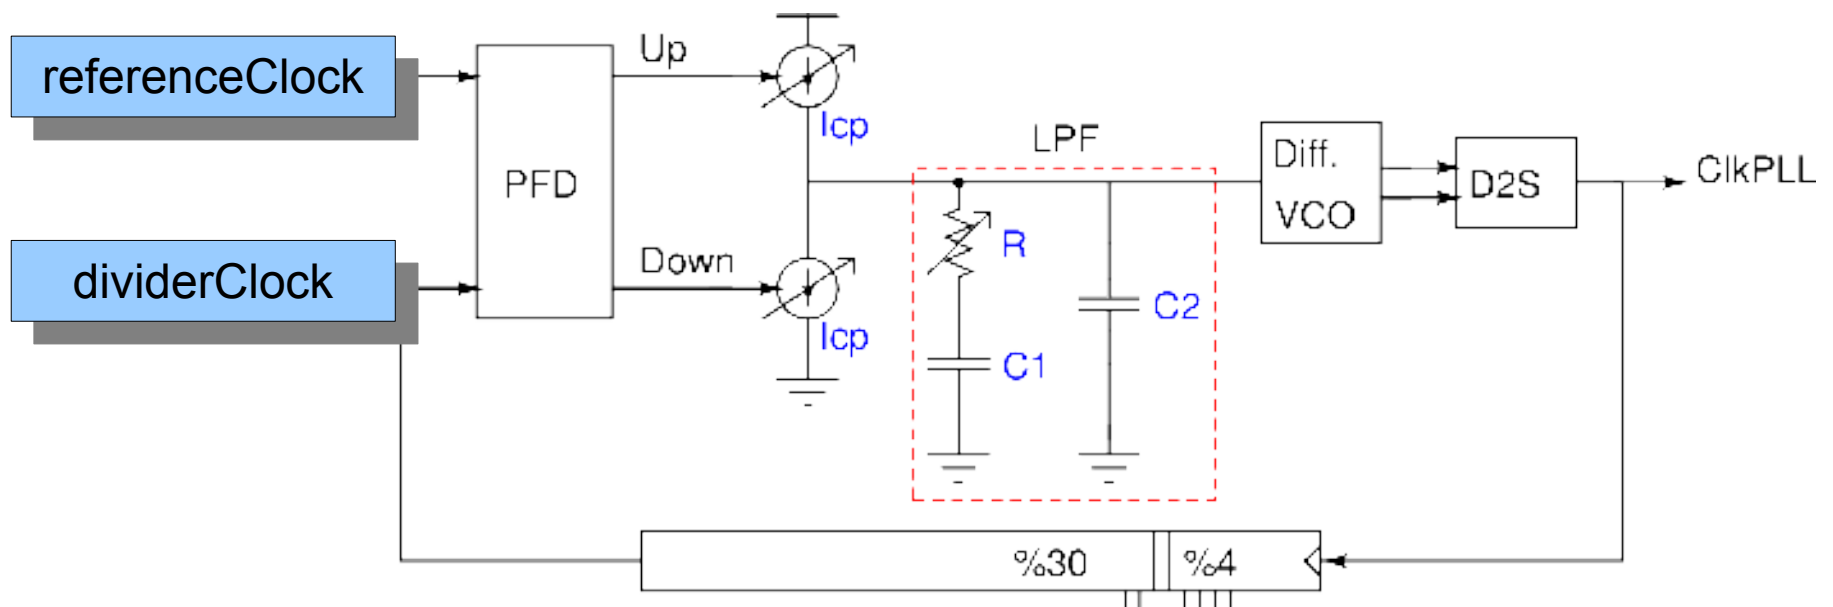 referenceClock
Up
Icp
LPF
Diff.
VCO
D2S
ClkPLL
PFD
R
dividerClock
Down
Icp
C2
C1
%30
%4